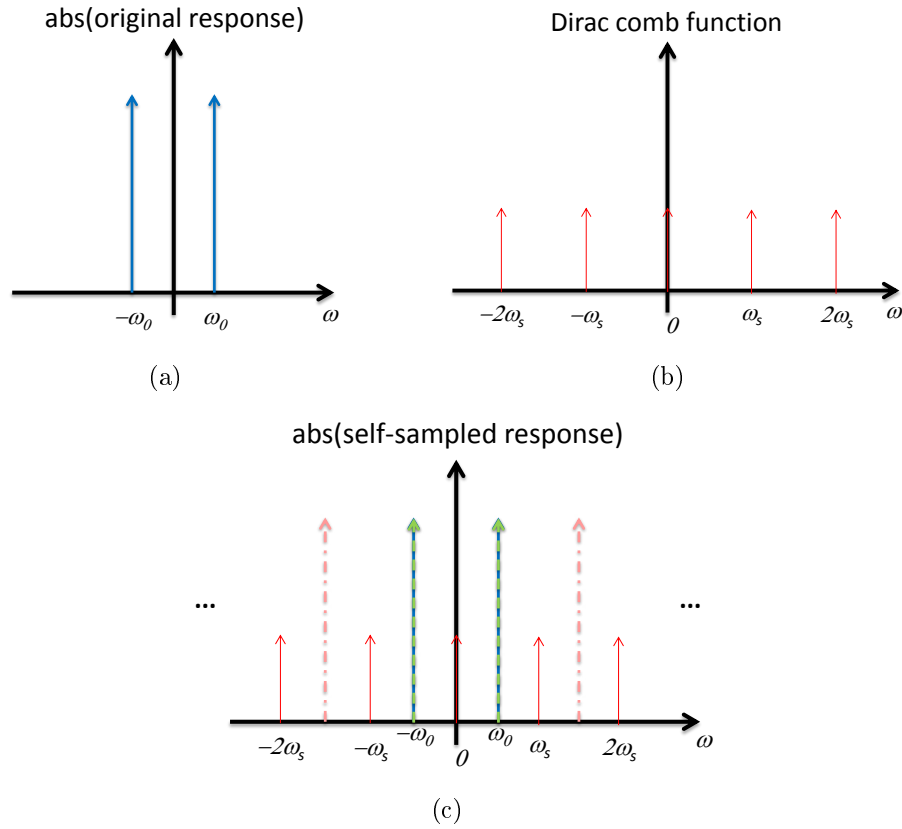 abs(original response)
−ω₀ ω₀ ω
(a)
Dirac comb function
−2ωₛ −ωₛ 0 ωₛ 2ωₛ ω
(b)
abs(self-sampled response)
... ...
−2ωₛ −ωₛ −ω₀ 0 ω₀ ωₛ 2ωₛ ω
(c)